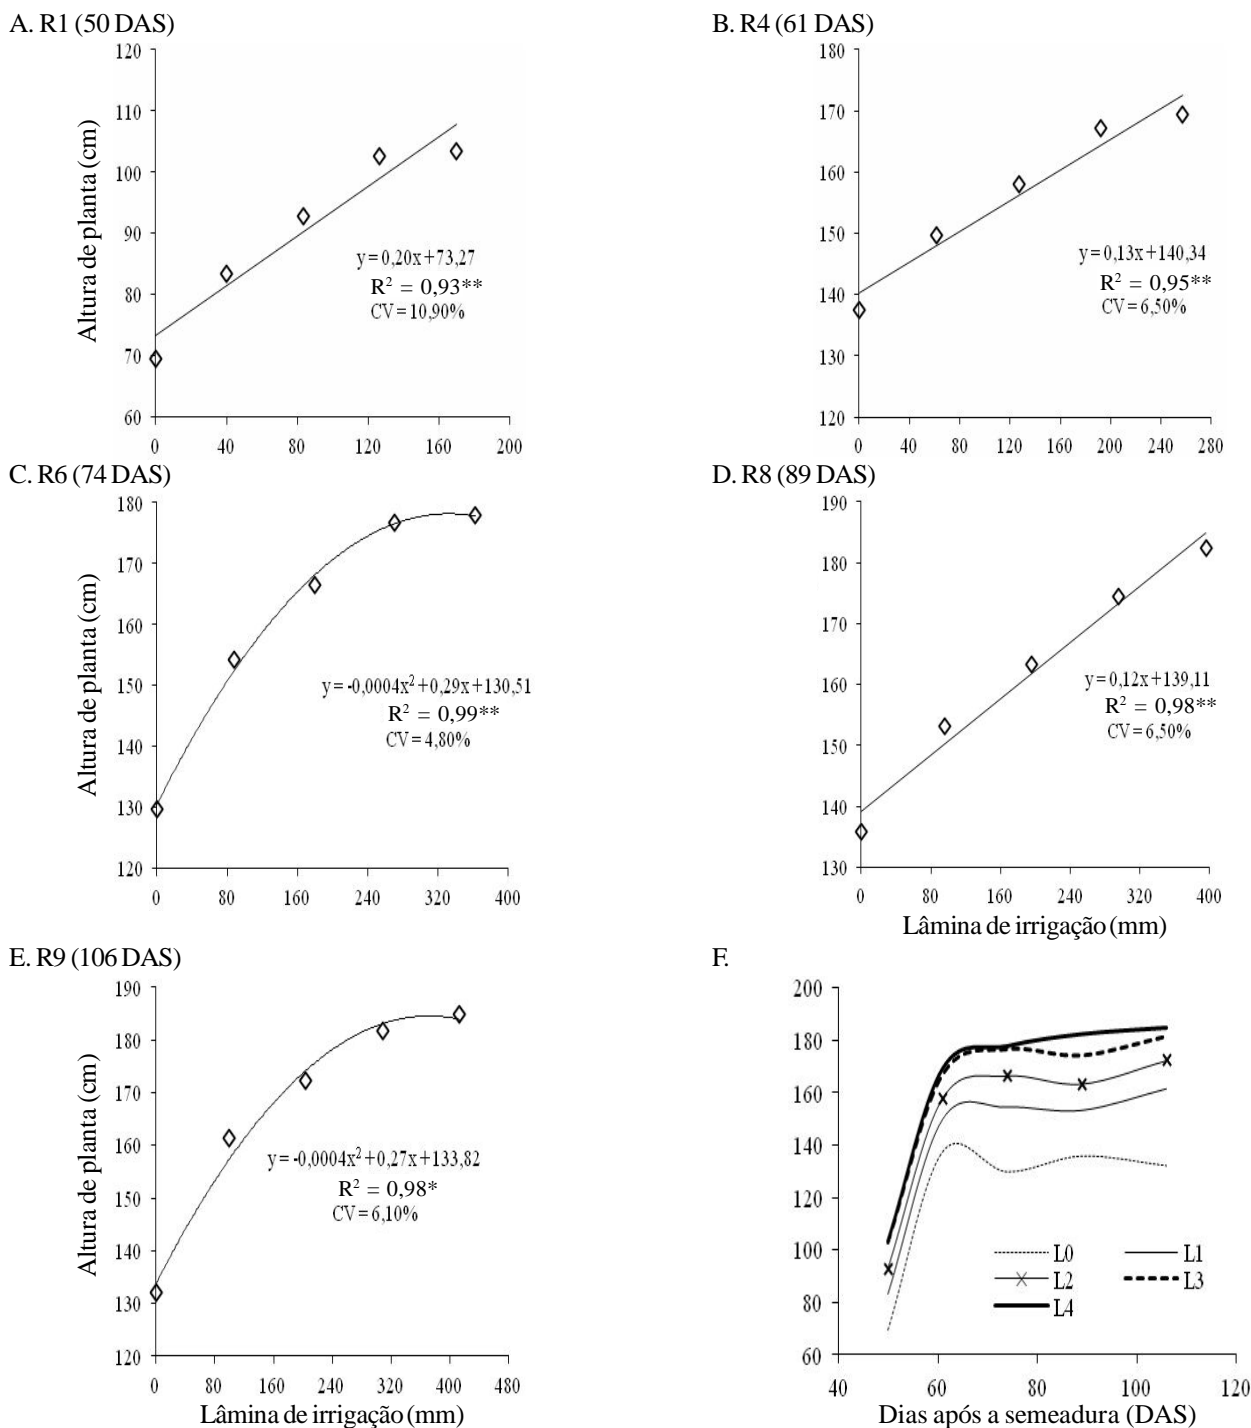 A. R1 (50 DAS)
120
110
100
90
80
70
60
Altura de planta (cm)
y = 0,20x + 73,27
R² = 0,93**
CV = 10,90%
0 40 80 120 160 200
B. R4 (61 DAS)
180
170
160
150
140
130
120
y = 0,13x + 140,34
R² = 0,95**
CV = 6,50%
0 40 80 120 160 200 240 280
C. R6 (74 DAS)
180
170
160
150
140
130
120
Altura de planta (cm)
y = -0,0004x² + 0,29x + 130,51
R² = 0,99**
CV = 4,80%
0 80 160 240 320 400
D. R8 (89 DAS)
190
180
170
160
150
140
130
y = 0,12x + 139,11
R² = 0,98**
CV = 6,50%
0 80 160 240 320 400
Lâmina de irrigação (mm)
E. R9 (106 DAS)
190
180
170
160
150
140
130
120
Altura de planta (cm)
y = -0,0004x² + 0,27x + 133,82
R² = 0,98*
CV = 6,10%
0 80 160 240 320 400 480
Lâmina de irrigação (mm)
F.
200
180
160
140
120
100
80
60
L0 L1
L2 L3
L4
40 60 80 100 120
Dias após a semeadura (DAS)